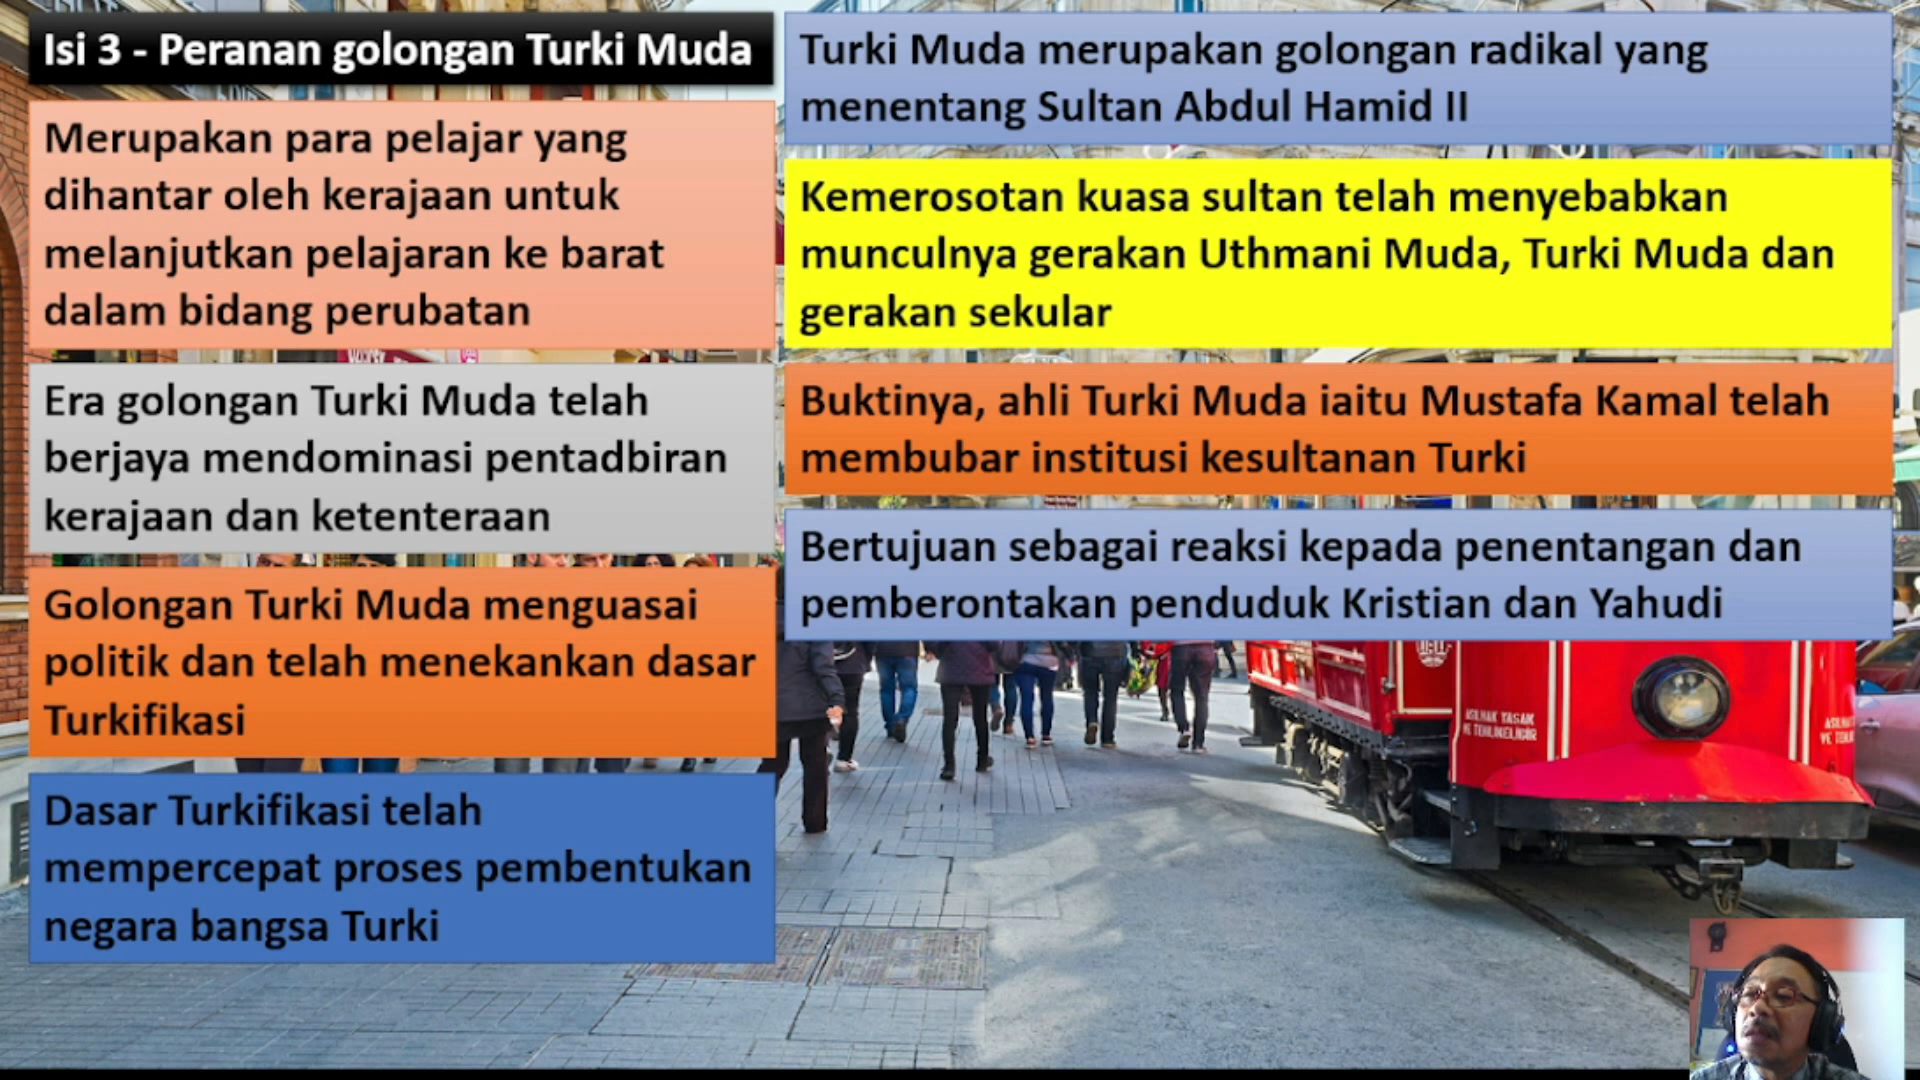 Isi 3 - Peranan golongan Turki Muda
Merupakan para pelajar yang
dihantar oleh kerajaan untuk
melanjutkan pelajaran ke barat
dalam bidang perubatan
Era golongan Turki Muda telah
berjaya mendominasi pentadbiran
kerajaan dan ketenteraan
Golongan Turki Muda menguasai
politik dan telah menekankan dasar
Turkifikasi
Dasar Turkifikasi telah
mempercepat proses pembentukan
negara bangsa Turki
Turki Muda merupakan golongan radikal yang
menentang Sultan Abdul Hamid II
Kemerosotan kuasa sultan telah menyebabkan
munculnya gerakan Uthmani Muda, Turki Muda dan
gerakan sekular
Buktinya, ahli Turki Muda iaitu Mustafa Kamal telah
membubar institusi kesultanan Turki
Bertujuan sebagai reaksi kepada penentangan dan
pemberontakan penduduk Kristian dan Yahudi
ASILMAK YASAK